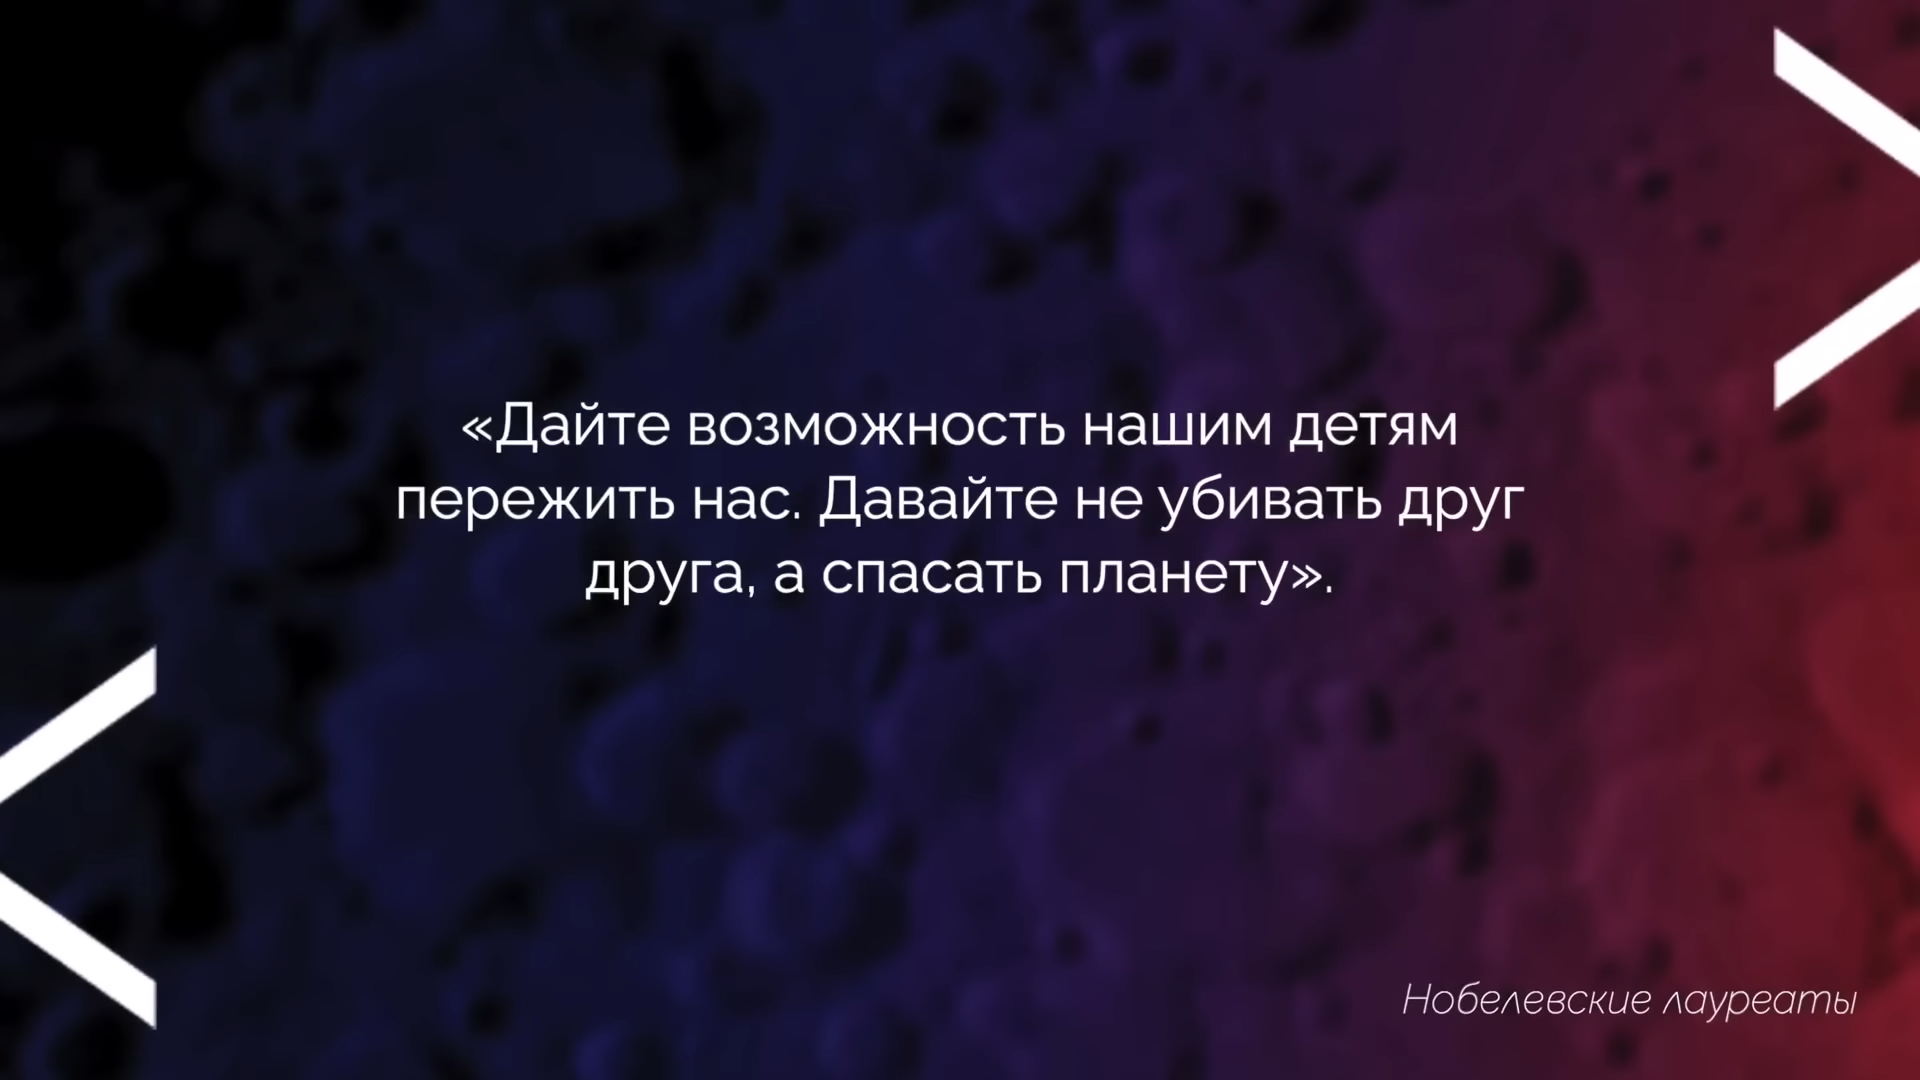 «Дайте возможность нашим детям
пережить нас. Давайте не убивать друг
друга, а спасать планету».
Нобелевские лауреаты